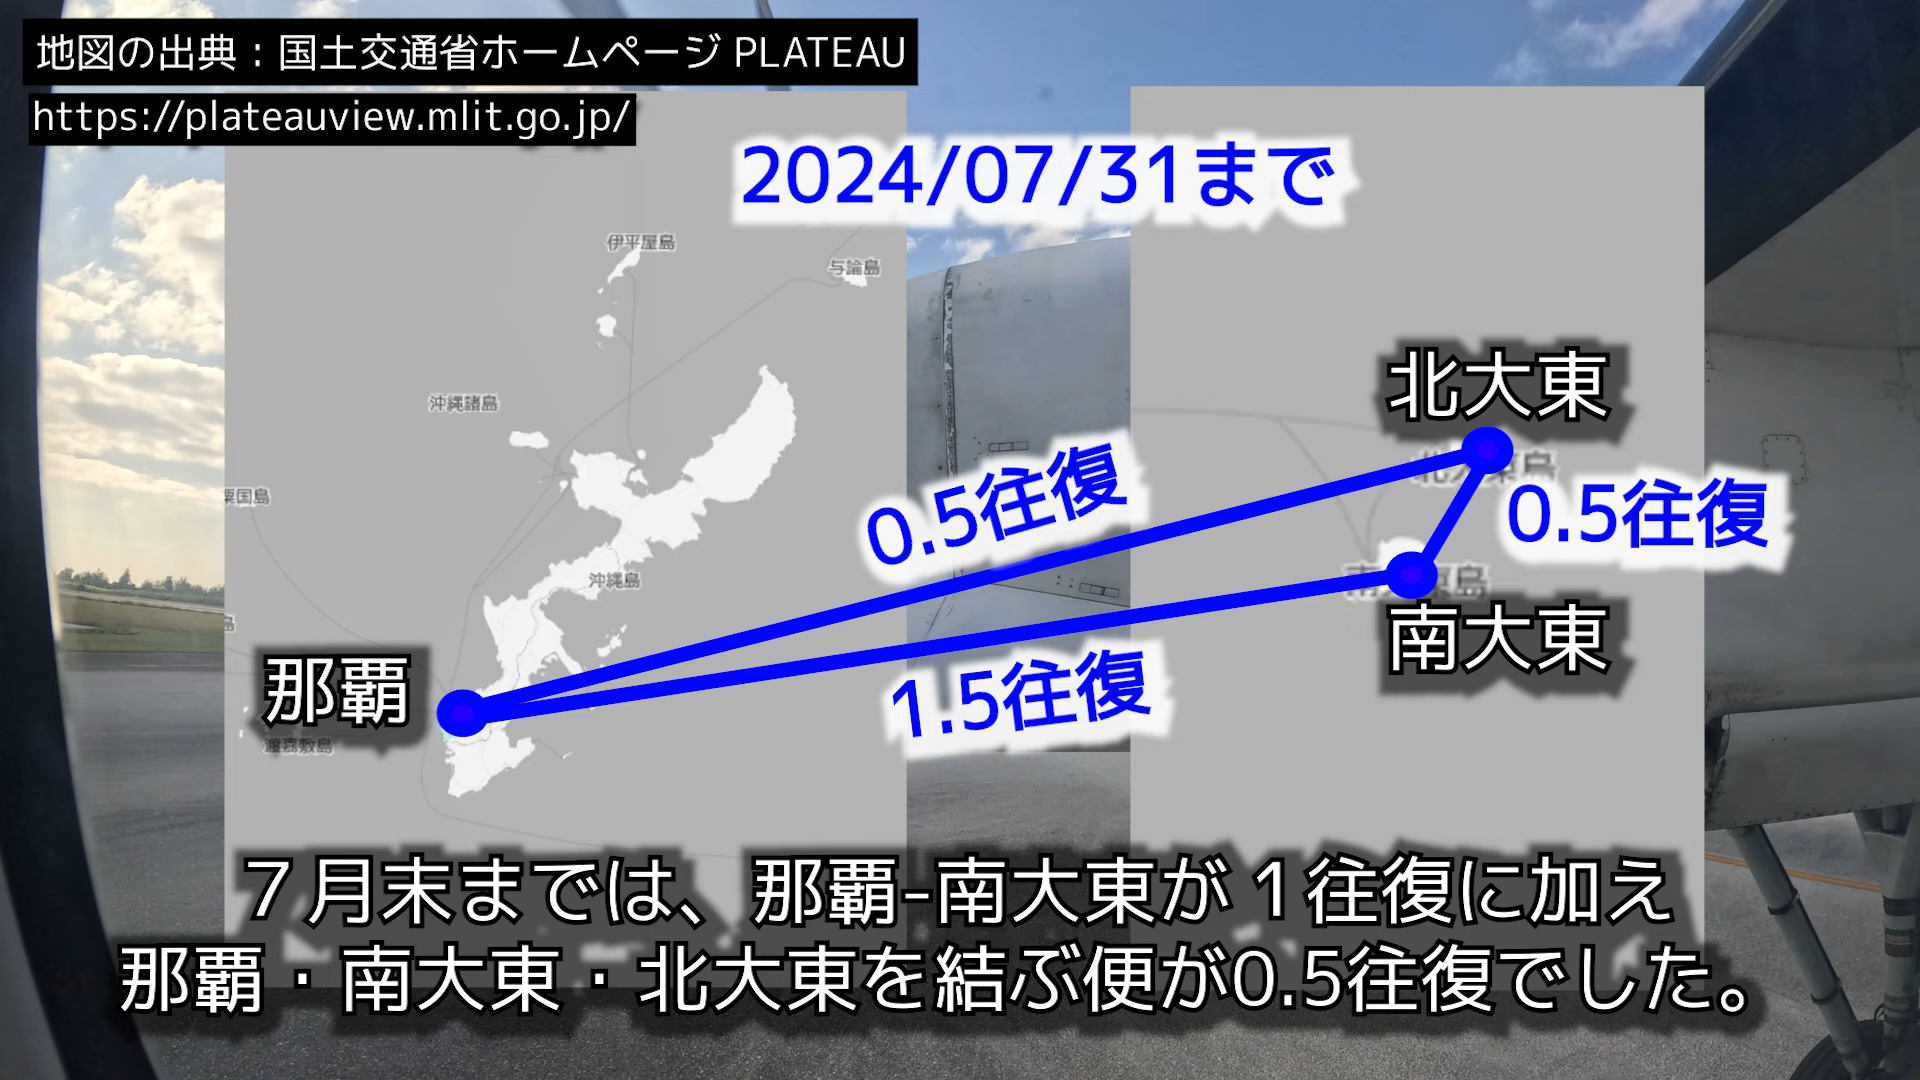 地図の出典：国土交通省ホームページ PLATEAU
https://plateauview.mlit.go.jp/
2024/07/31まで
伊平屋島
与論島
沖縄諸島
粟国島
沖縄島
渡嘉敷島
北大東
0.5往復
0.5往復
南大東
1.5往復
那覇
７月末までは、那覇-南大東が１往復に加え
那覇・南大東・北大東を結ぶ便が0.5往復でした。